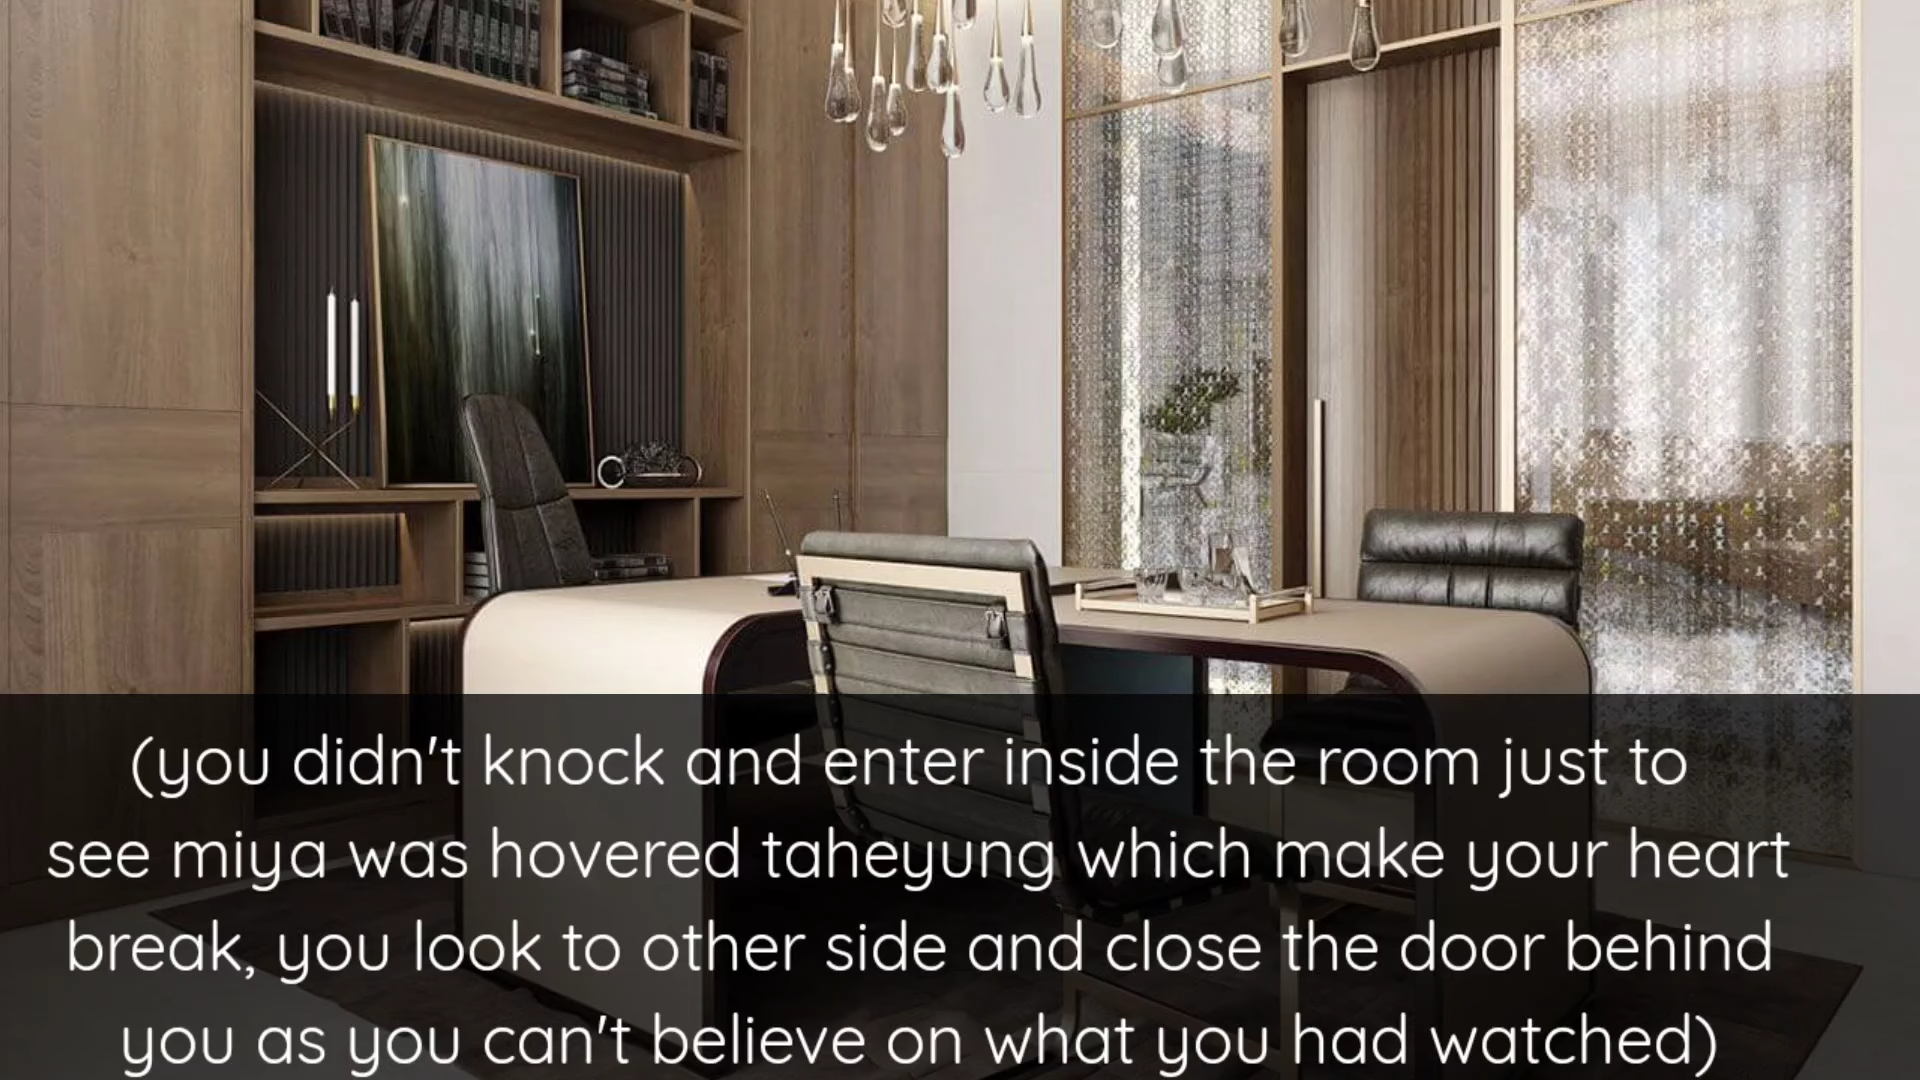 (you didn't knock and enter inside the room just to
see miya was hovered taheyung which make your heart
break, you look to other side and close the door behind
you as you can't believe on what you had watched)